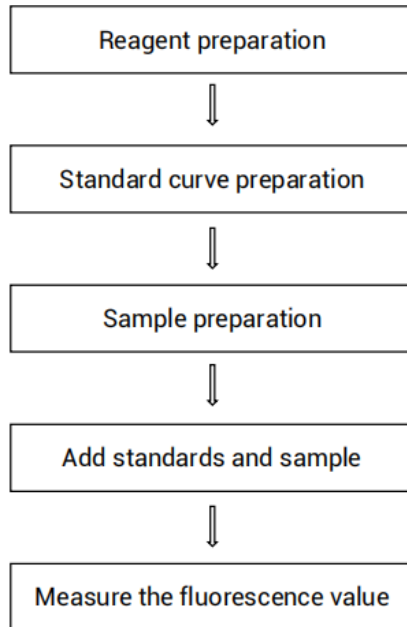 Reagent preparation
Standard curve preparation
Sample preparation
Add standards and sample
Measure the fluorescence value